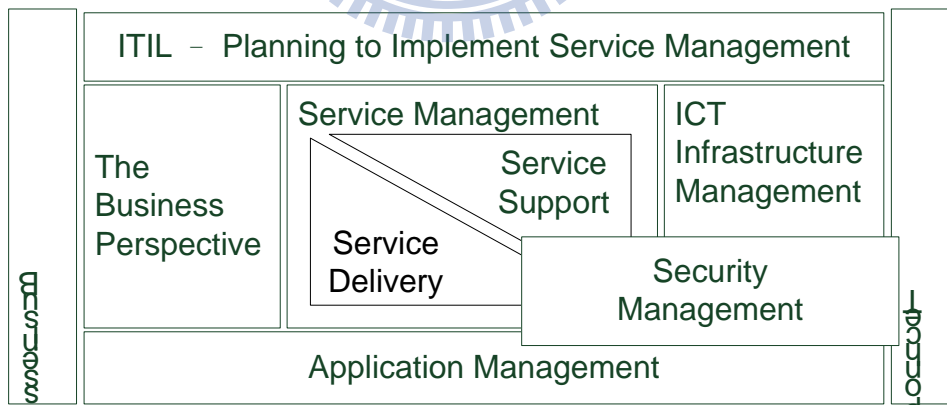 ITIL – Planning to Implement Service Management
Service Management
ICT
Infrastructure
Management
The
Business
Perspective
Service
Support
Service
Delivery
Security
Management
Application Management